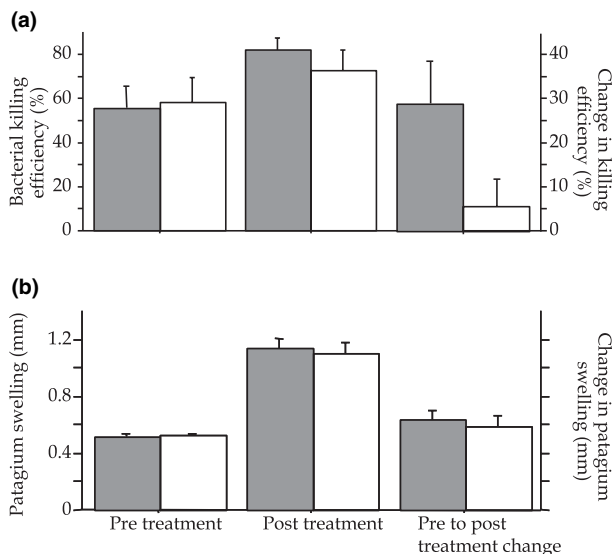 (a)
80
60
40
20
0
Bacterial killing
efficiency (%)
40
30
20
10
0
Change in killing
efficiency (%)
(b)
1.2
0.8
0.4
0
Patagium swelling (mm)
Change in patagium
swelling (mm)
Pre treatment
Post treatment
Pre to post
treatment change